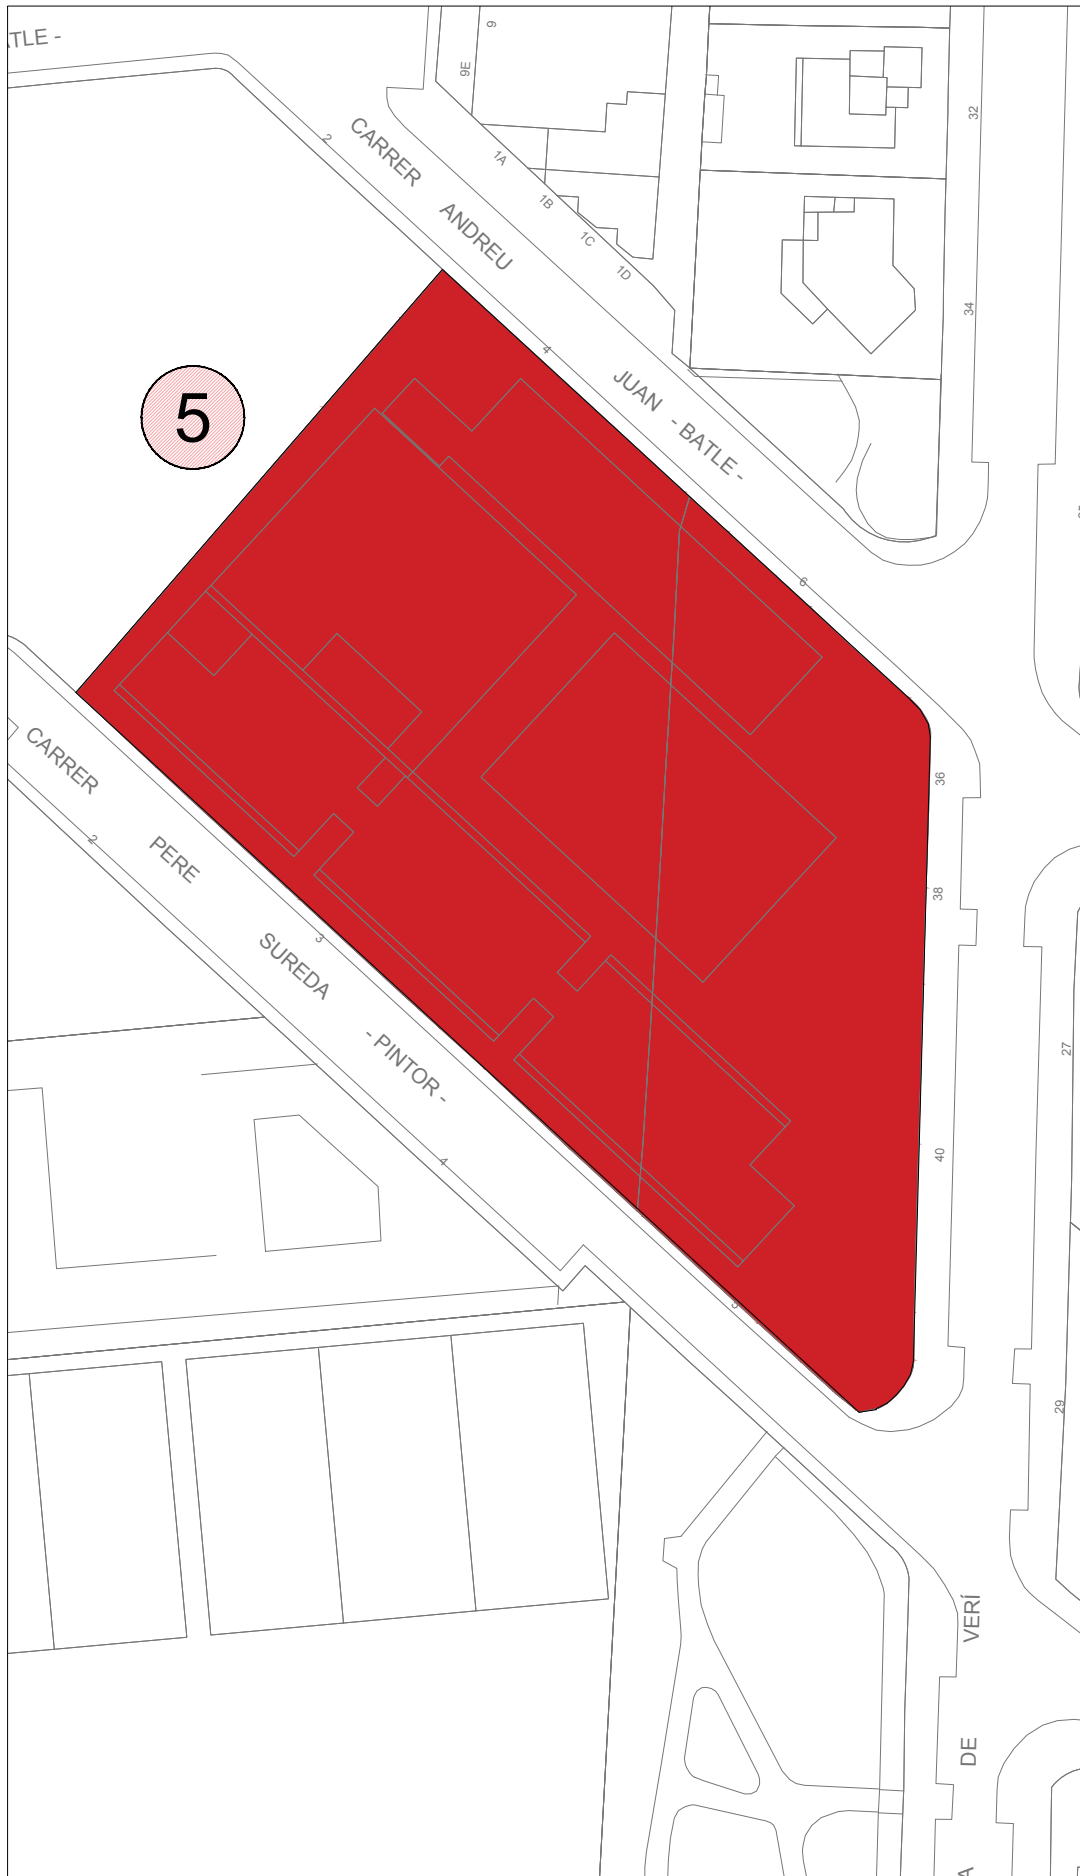 TLE -
9
9E
32
2
CARRER
1A
1B
ANDREU
1C
1D
34
4
JUAN
- BATLE -
5
6
CARRER
36
2
PERE
38
3
SUREDA
- PINTOR -
27
40
4
5
29
VERÍ
DE
A